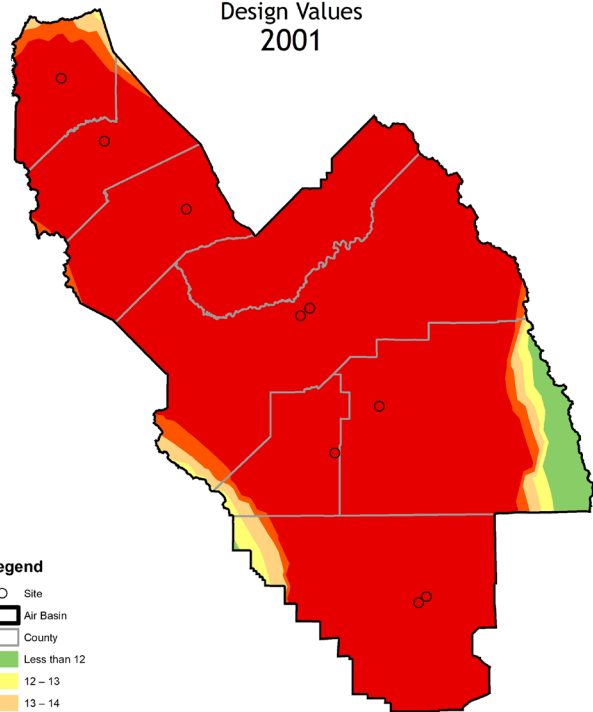 Design Values
2001
egend
Site
Air Basin
County
Less than 12
12 – 13
13 – 14